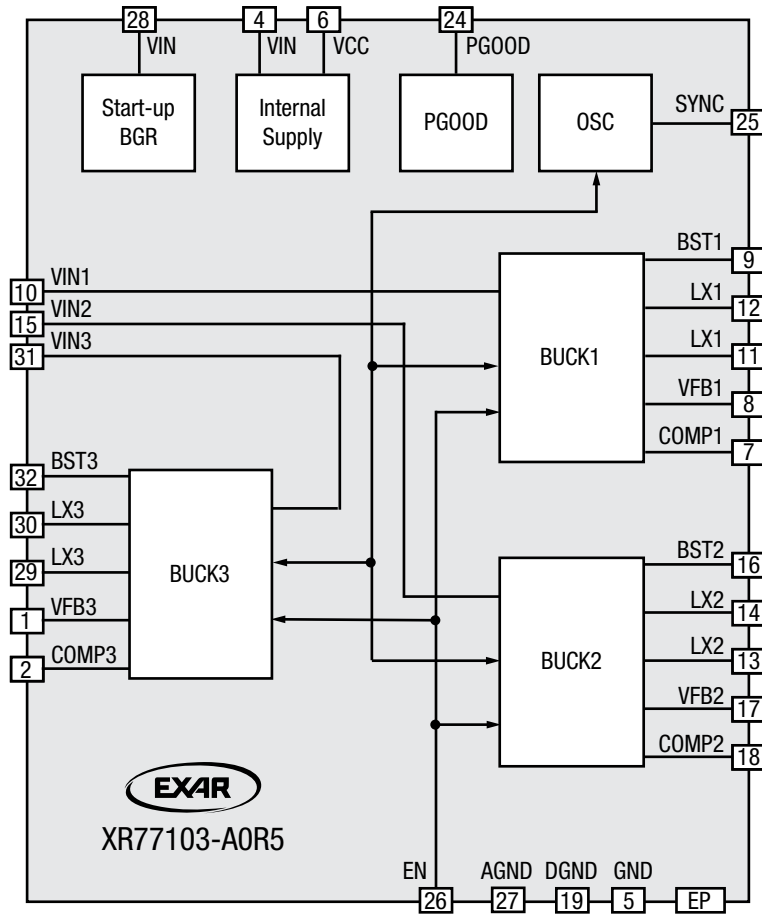 28 4 6 24
VIN VIN VCC PGOOD
Start-up
BGR
Internal
Supply
PGOOD
OSC
SYNC
25
10 VIN1
15 VIN2
31 VIN3
BUCK1
BST1 9
LX1 12
LX1 11
VFB1 8
COMP1 7
32 BST3
30 LX3
29 LX3
1 VFB3
2 COMP3
BUCK3
BUCK2
BST2 16
LX2 14
LX2 13
VFB2 17
COMP2 18
EXAR
XR77103-A0R5
EN AGND DGND GND
26 27 19 5 EP